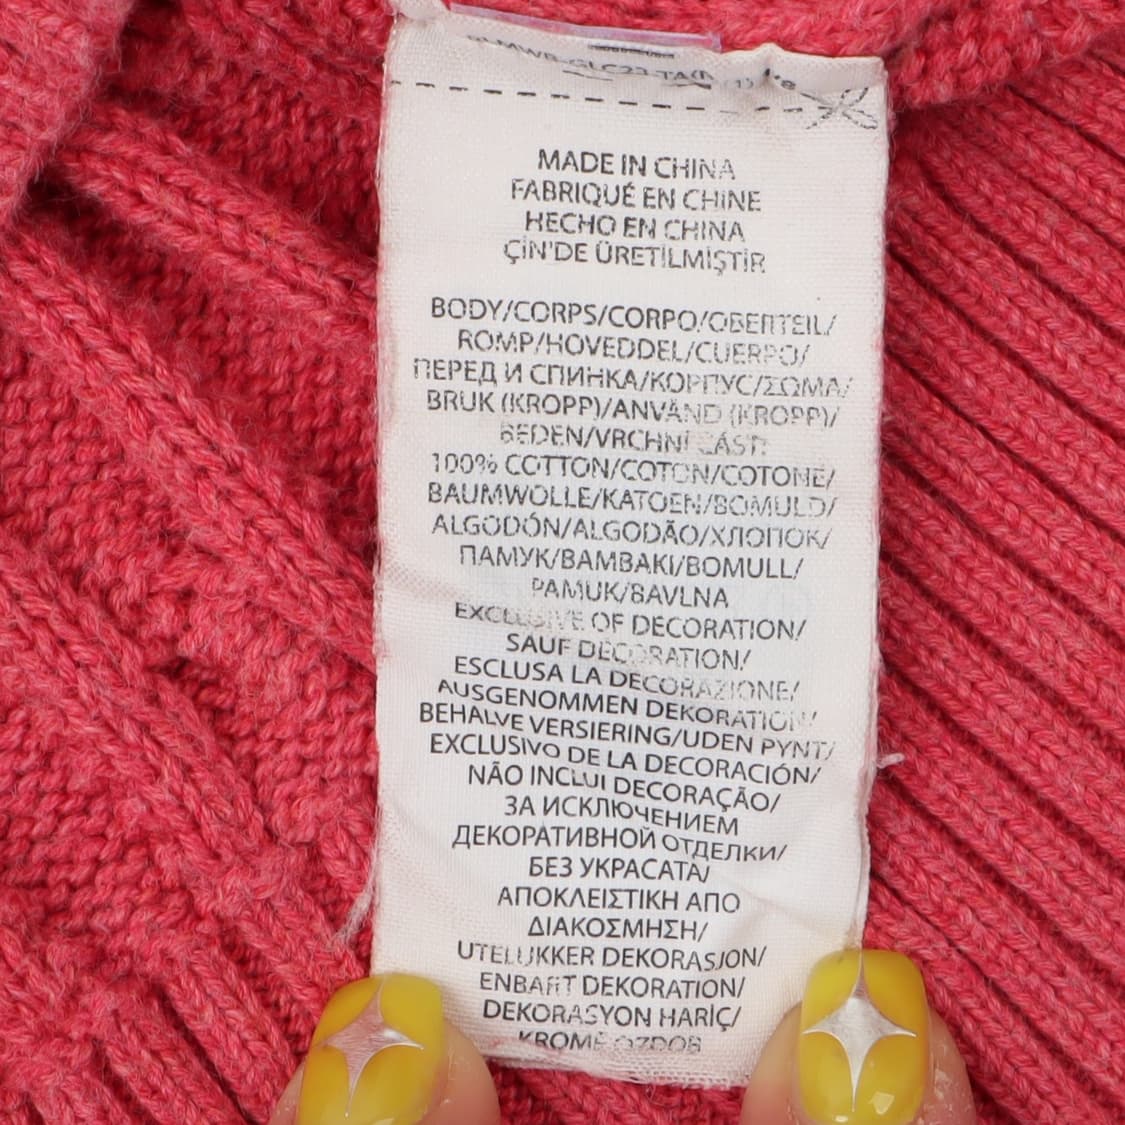 MADE IN CHINA
FABRIQUÉ EN CHINE
HECHO EN CHINA
ÇİN'DE ÜRETİLMİŞTİR
BODY/CORPS/CORPO/OBERTEIL/
ROMP/HOVEDDEL/CUERPO/
ПЕРЕД И СПИНКА/КОРПУС/ΣΩΜΑ/
BRUK (KROPP)/ANVÄND (KROPP)/
BEDEN/VRCHNÍ ČÁST:
100% COTTON/COTON/COTONE/
BAUMWOLLE/KATOEN/BOMULD/
ALGODÓN/ALGODÃO/ХЛОПОК/
ПАМУК/BAMBAKI/BOMULL/
PAMUK/BAVLNA
EXCLUSIVE OF DECORATION/
SAUF DÉCORATION/
ESCLUSA LA DECORAZIONE/
AUSGENOMMEN DEKORATION/
BEHALVE VERSIERING/UDEN PYNT/
EXCLUSIVO DE LA DECORACIÓN/
NÃO INCLUI DECORAÇÃO/
ЗА ИСКЛЮЧЕНИЕМ
ДЕКОРАТИВНОЙ ОТДЕЛКИ/
БЕЗ УКРАСАТА/
ΑΠΟΚΛΕΙΣΤΙΚΗ ΑΠΟ
ΔΙΑΚΟΣΜΗΣΗ/
UTELUKKER DEKORASJON/
ENBART DEKORATION/
DEKORASYON HARİÇ/
KROMĚ OZDOB